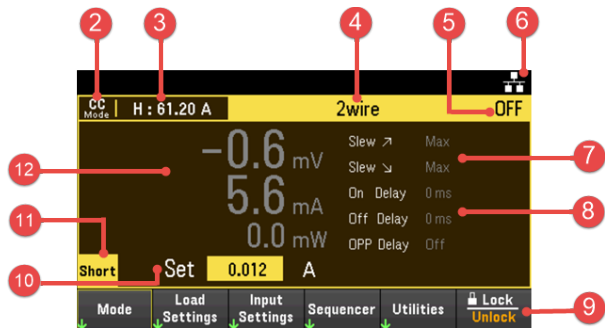 2 3 4 5 6
CC Mode H : 61.20 A 2wire OFF
-0.6 mV Slew ↗ Max 7
12 Slew ↘ Max
5.6 mA On Delay 0 ms
11 Off Delay 0 ms 8
0.0 mW OPP Delay Off
Short 10 Set 0.012 A
Mode Load Settings Input Settings Sequencer Utilities Lock Unlock 9